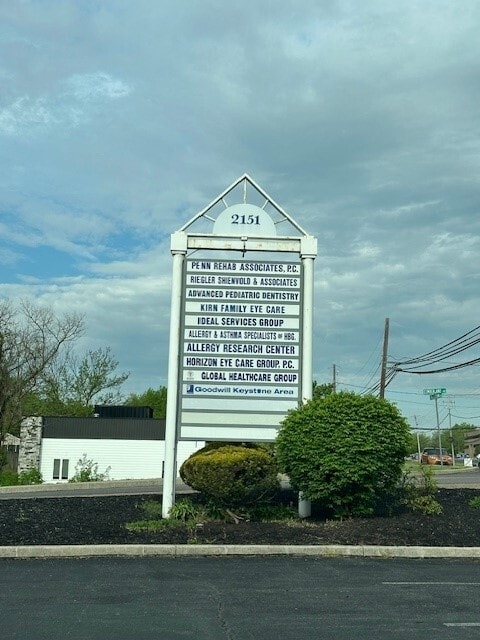 2151
PENN REHAB ASSOCIATES, P.C.
RIEGLER SHIENVOLD & ASSOCIATES
ADVANCED PEDIATRIC DENTISTRY
KIRN FAMILY EYE CARE
IDEAL SERVICES GROUP
ALLERGY & ASTHMA SPECIALISTS OF HBG.
ALLERGY RESEARCH CENTER
HORIZON EYE CARE GROUP, P.C.
GLOBAL HEALTHCARE GROUP
Goodwill Keystone Area